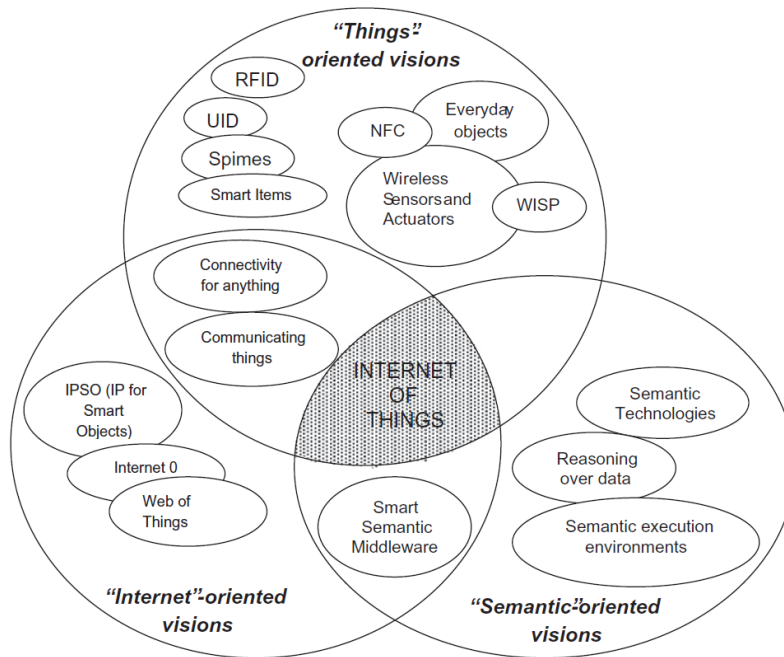 “Things”-
oriented visions
RFID
UID
Spimes
Smart Items
NFC
Everyday
objects
Wireless
Sensors and
Actuators
WISP
Connectivity
for anything
Communicating
things
INTERNET
OF
THINGS
IPSO (IP for
Smart
Objects)
Internet 0
Web of
Things
Semantic
Technologies
Reasoning
over data
Semantic execution
environments
Smart
Semantic
Middleware
“Internet”-oriented
visions
“Semantic”-oriented
visions